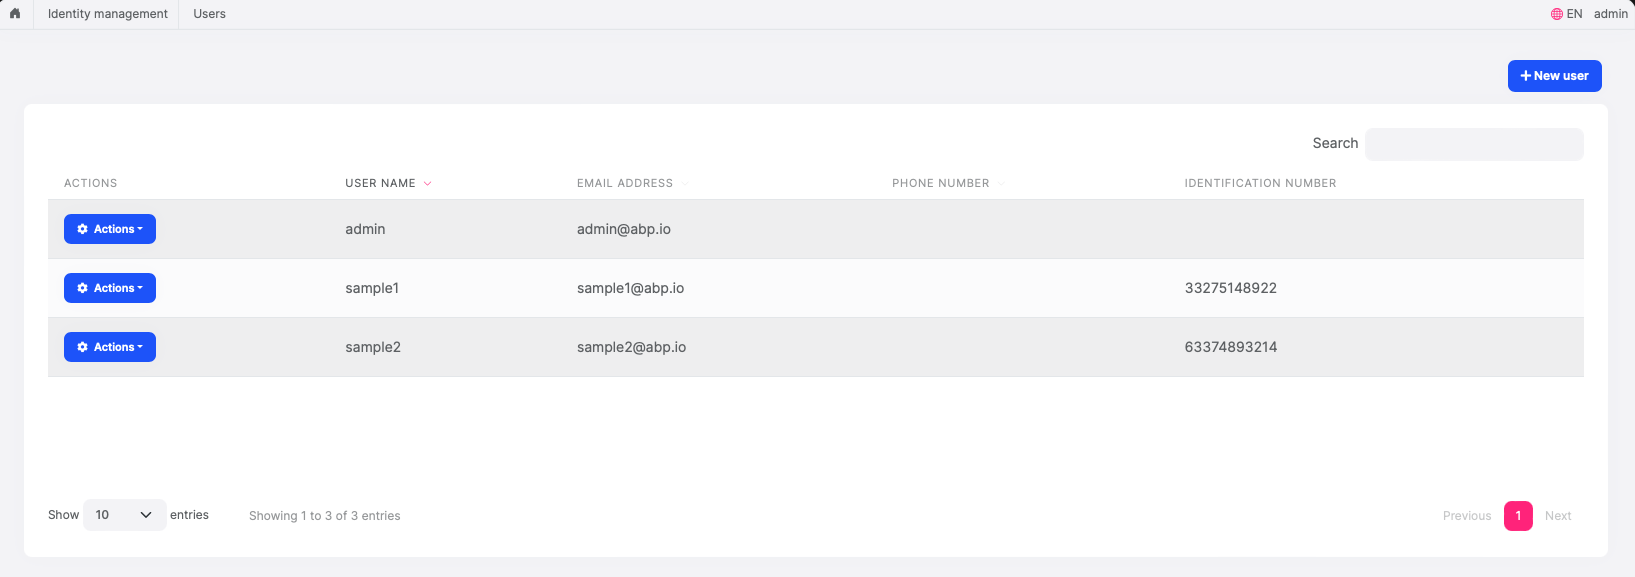 Identity management Users EN admin
New user
Search
ACTIONS USER NAME EMAIL ADDRESS PHONE NUMBER IDENTIFICATION NUMBER
Actions admin admin@abp.io
Actions sample1 sample1@abp.io 33275148922
Actions sample2 sample2@abp.io 63374893214
Show 10 entries Showing 1 to 3 of 3 entries Previous 1 Next